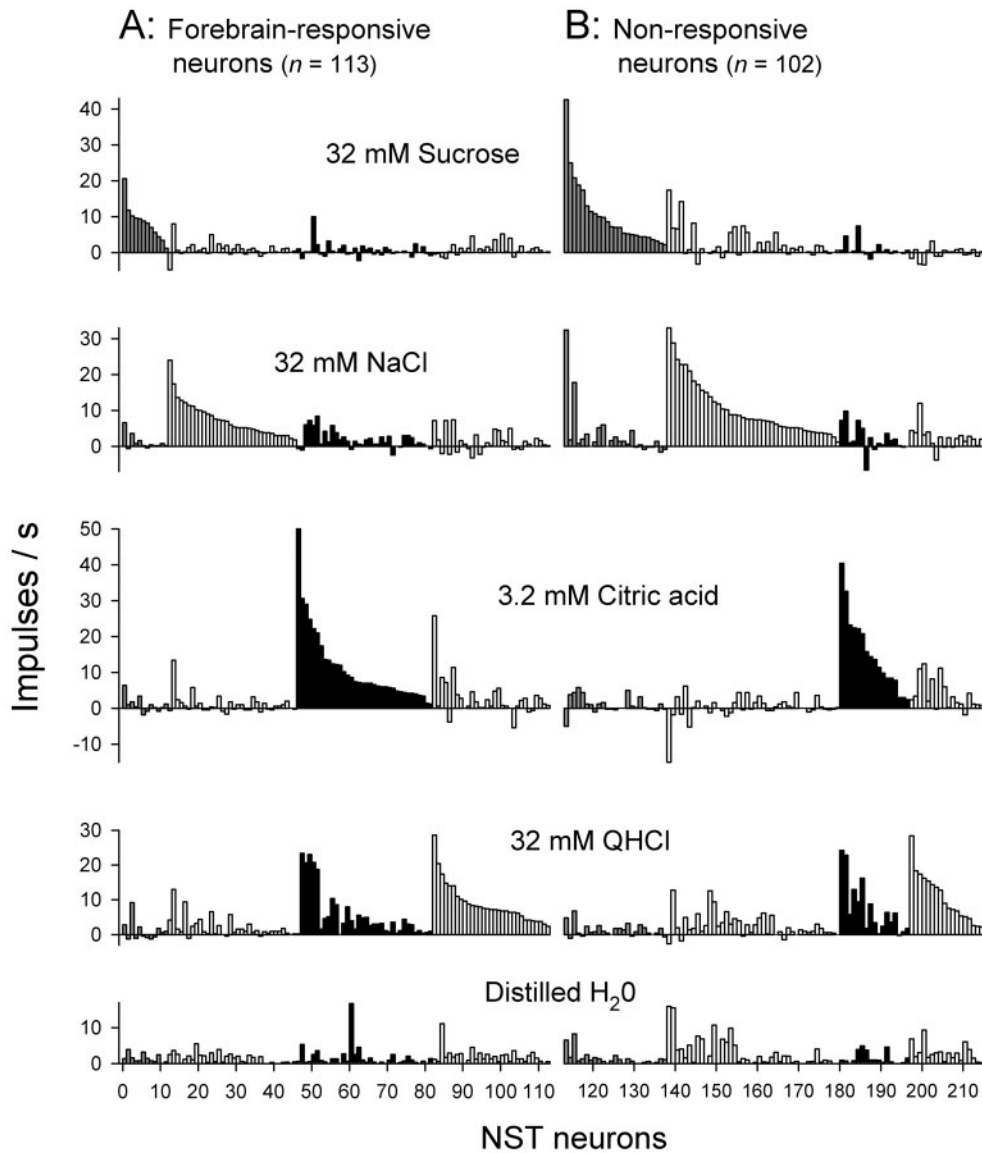 A: Forebrain-responsive
neurons (n = 113)
B: Non-responsive
neurons (n = 102)
40
30
20
10
0
32 mM Sucrose
30
20
10
0
32 mM NaCl
50
40
30
20
10
0
-10
3.2 mM Citric acid
30
20
10
0
32 mM QHCl
10
0
Distilled H₂0
0 10 20 30 40 50 60 70 80 90 100 110
120 130 140 150 160 170 180 190 200 210
Impulses / s
NST neurons